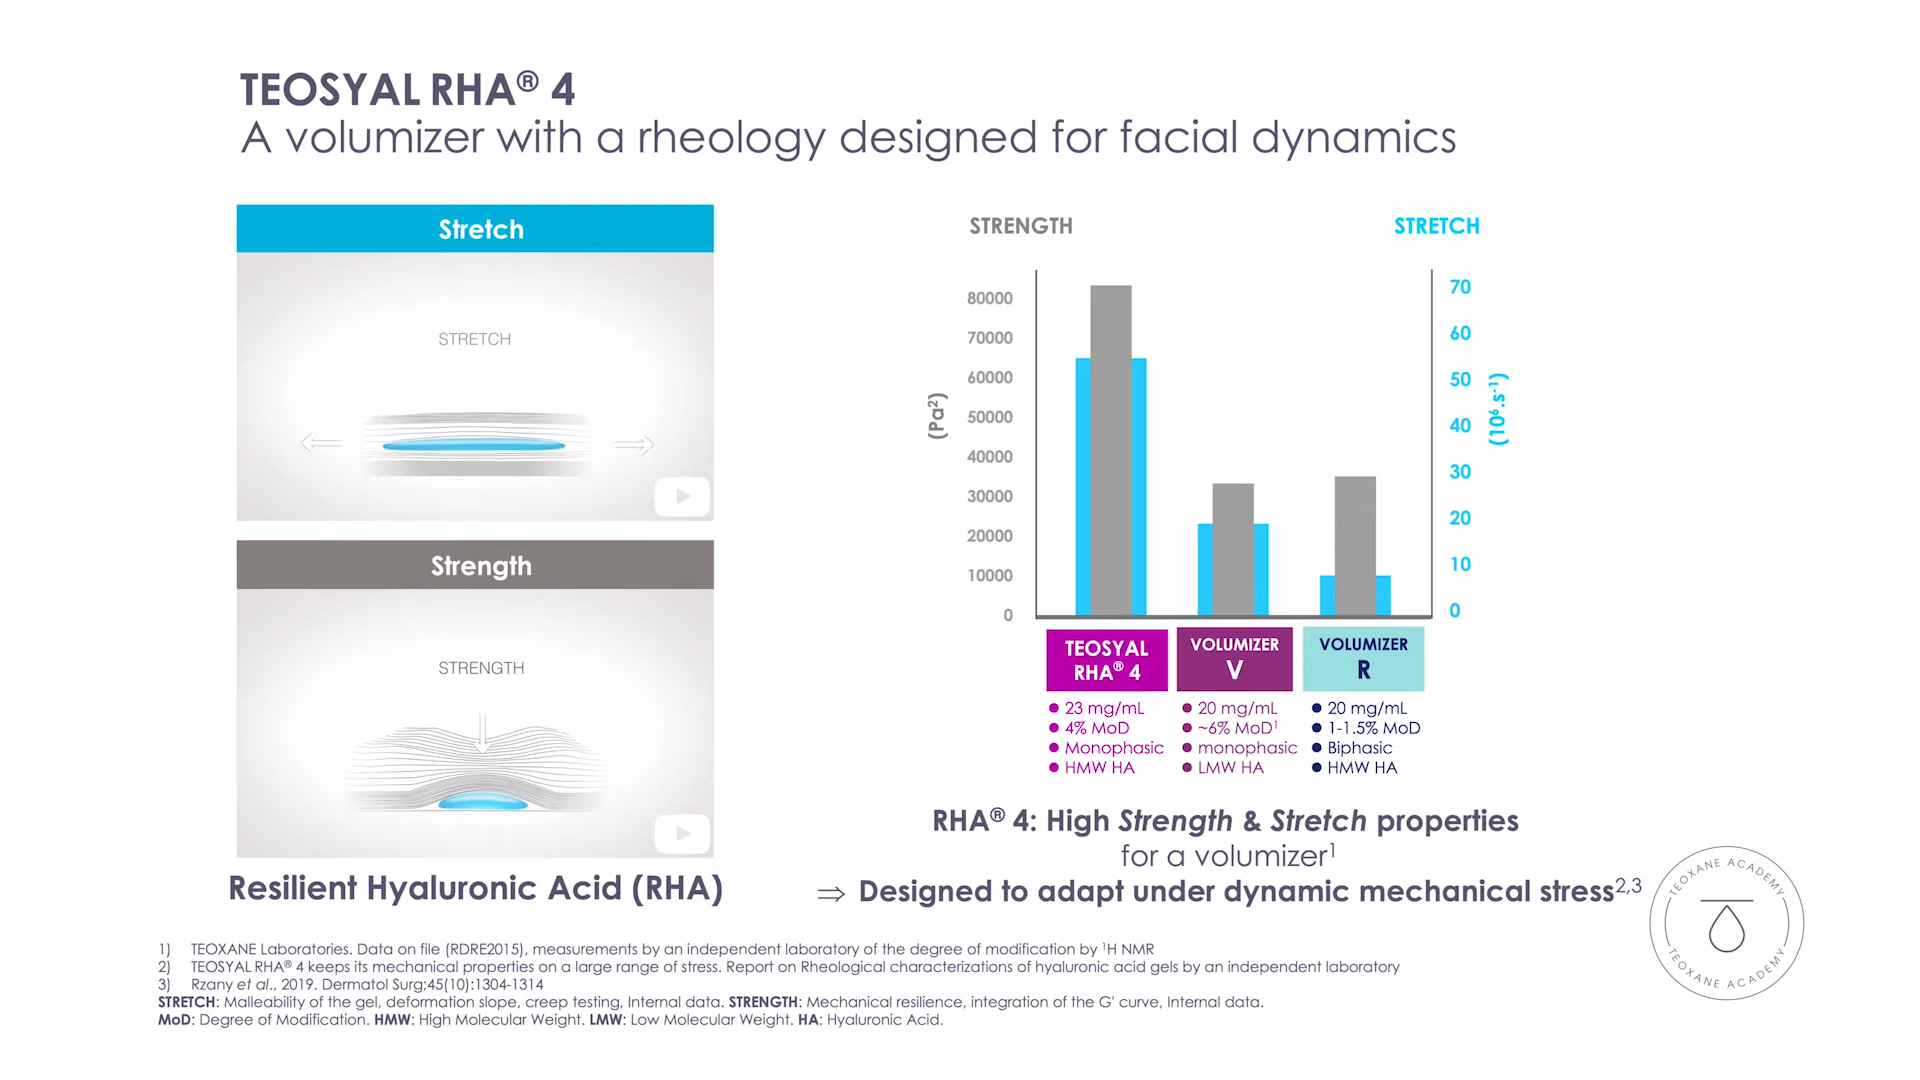 TEOSYAL RHA® 4
A volumizer with a rheology designed for facial dynamics
Stretch
STRETCH
Strength
STRENGTH
Resilient Hyaluronic Acid (RHA)
STRENGTH
STRETCH
(Pa²)
80000
70000
60000
50000
40000
30000
20000
10000
0
70
60
50
40
30
20
10
0
(10⁶.s⁻¹)
TEOSYAL
RHA® 4
● 23 mg/mL
● 4% MoD
● Monophasic
● HMW HA
VOLUMIZER
V
● 20 mg/mL
● ~6% MoD¹
● monophasic
● LMW HA
VOLUMIZER
R
● 20 mg/mL
● 1-1.5% MoD
● Biphasic
● HMW HA
RHA® 4: High Strength & Stretch properties
for a volumizer¹
⇒ Designed to adapt under dynamic mechanical stress²,³
TEOXANE ACADEMY
TEOXANE ACADEMY
1) TEOXANE Laboratories. Data on file (RDRE2015), measurements by an independent laboratory of the degree of modification by ¹H NMR
2) TEOSYAL RHA® 4 keeps its mechanical properties on a large range of stress. Report on Rheological characterizations of hyaluronic acid gels by an independent laboratory
3) Rzany et al., 2019. Dermatol Surg;45(10):1304-1314
STRETCH: Malleability of the gel, deformation slope, creep testing, Internal data. STRENGTH: Mechanical resilience, integration of the G' curve, Internal data.
MoD: Degree of Modification. HMW: High Molecular Weight. LMW: Low Molecular Weight. HA: Hyaluronic Acid.